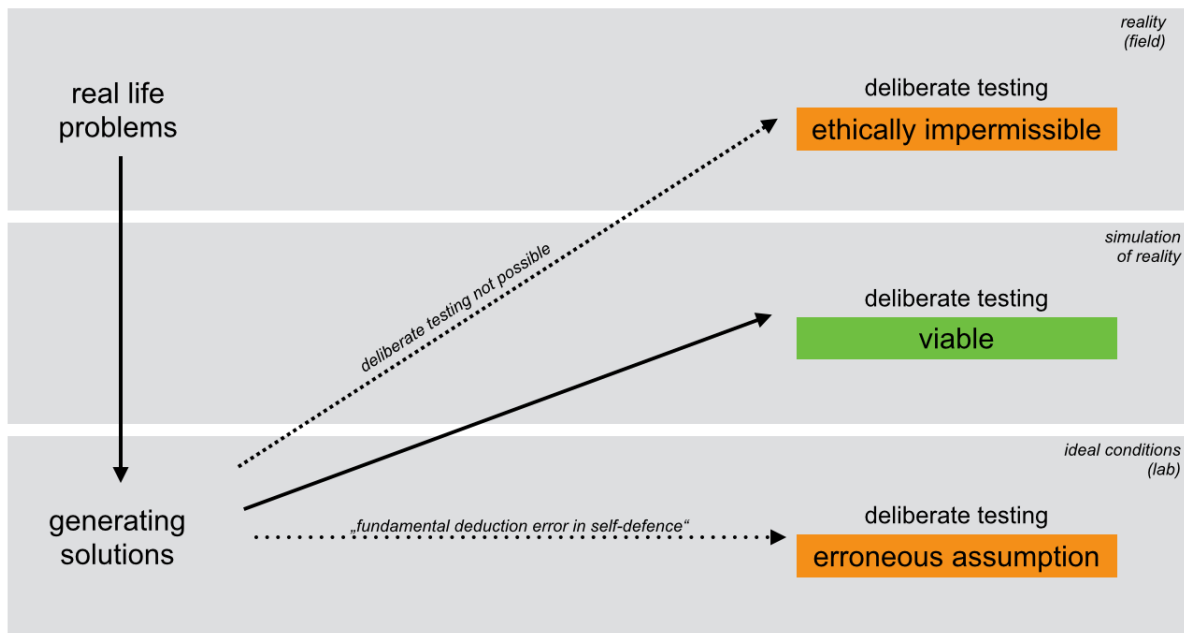 reality
(field)
real life
problems
deliberate testing
ethically impermissible
deliberate testing not possible
simulation
of reality
deliberate testing
viable
ideal conditions
(lab)
generating
solutions
„fundamental deduction error in self-defence“
deliberate testing
erroneous assumption